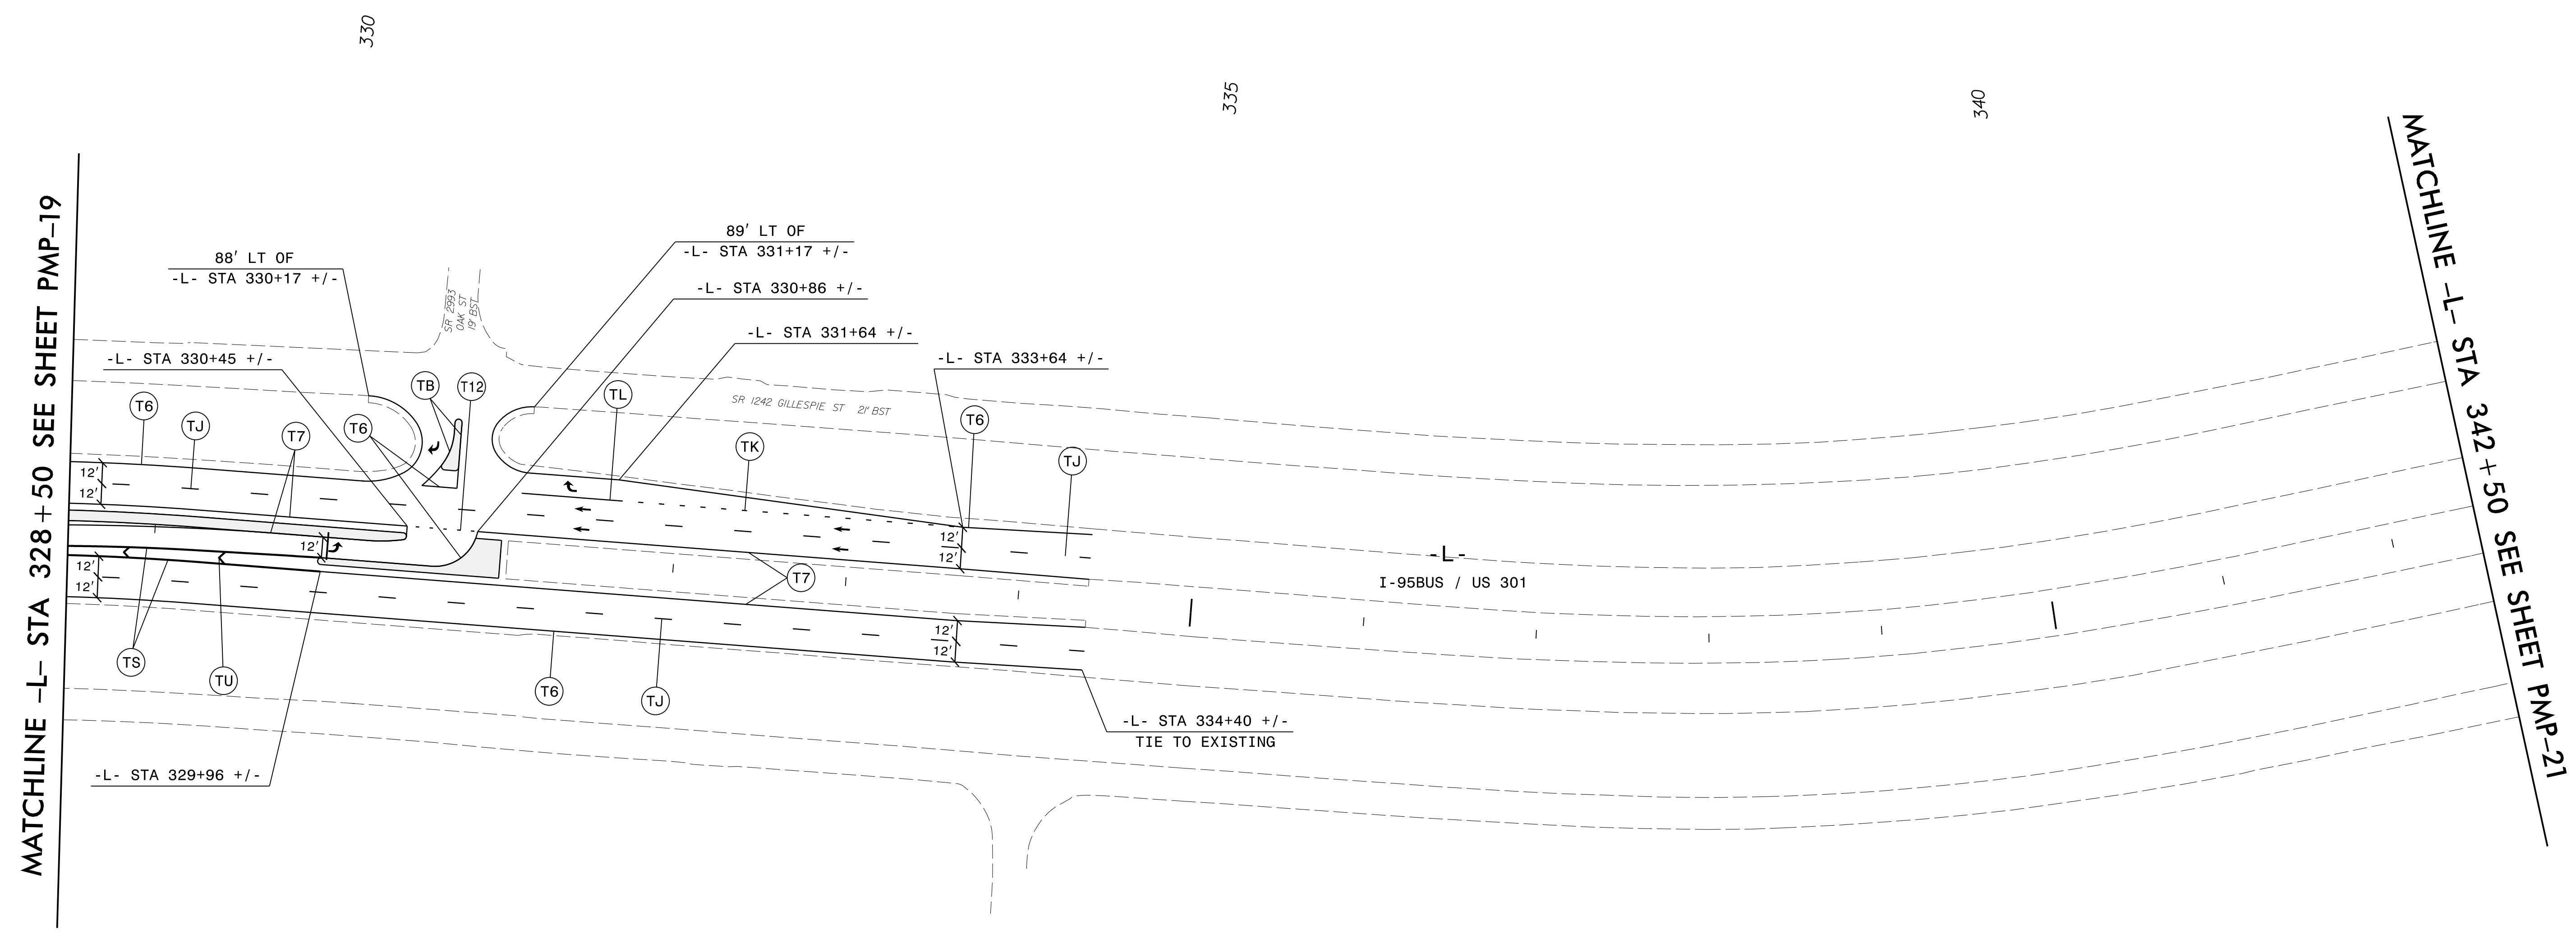 330
335
340
MATCHLINE –L– STA 328+50 SEE SHEET PMP–19
MATCHLINE –L– STA 342+50 SEE SHEET PMP–21
88' LT OF
-L- STA 330+17 +/-
89' LT OF
-L- STA 331+17 +/-
-L- STA 330+86 +/-
-L- STA 331+64 +/-
-L- STA 333+64 +/-
-L- STA 330+45 +/-
SR 2993
OAK ST
19' BST
SR 1242 GILLESPIE ST 21' BST
T6
TJ
T7
T6
TB
T12
TL
TK
T6
TJ
12'
12'
12'
12'
12'
12'
12'
12'
12'
T7
-L-
I-95BUS / US 301
TS
TU
T6
TJ
-L- STA 334+40 +/-
TIE TO EXISTING
-L- STA 329+96 +/-